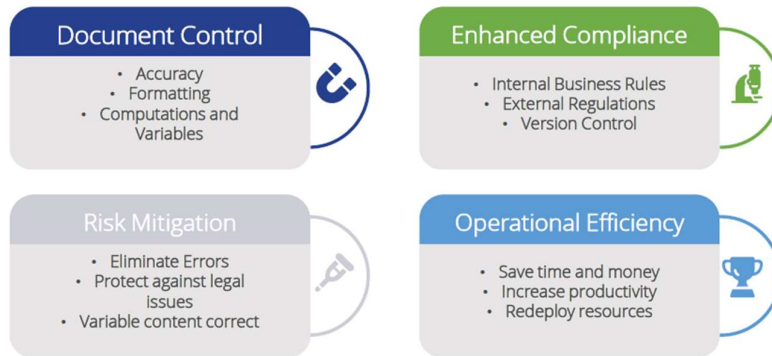 Document Control
• Accuracy
• Formatting
• Computations and
Variables
Enhanced Compliance
• Internal Business Rules
• External Regulations
• Version Control
Risk Mitigation
• Eliminate Errors
• Protect against legal
issues
• Variable content correct
Operational Efficiency
• Save time and money
• Increase productivity
• Redeploy resources